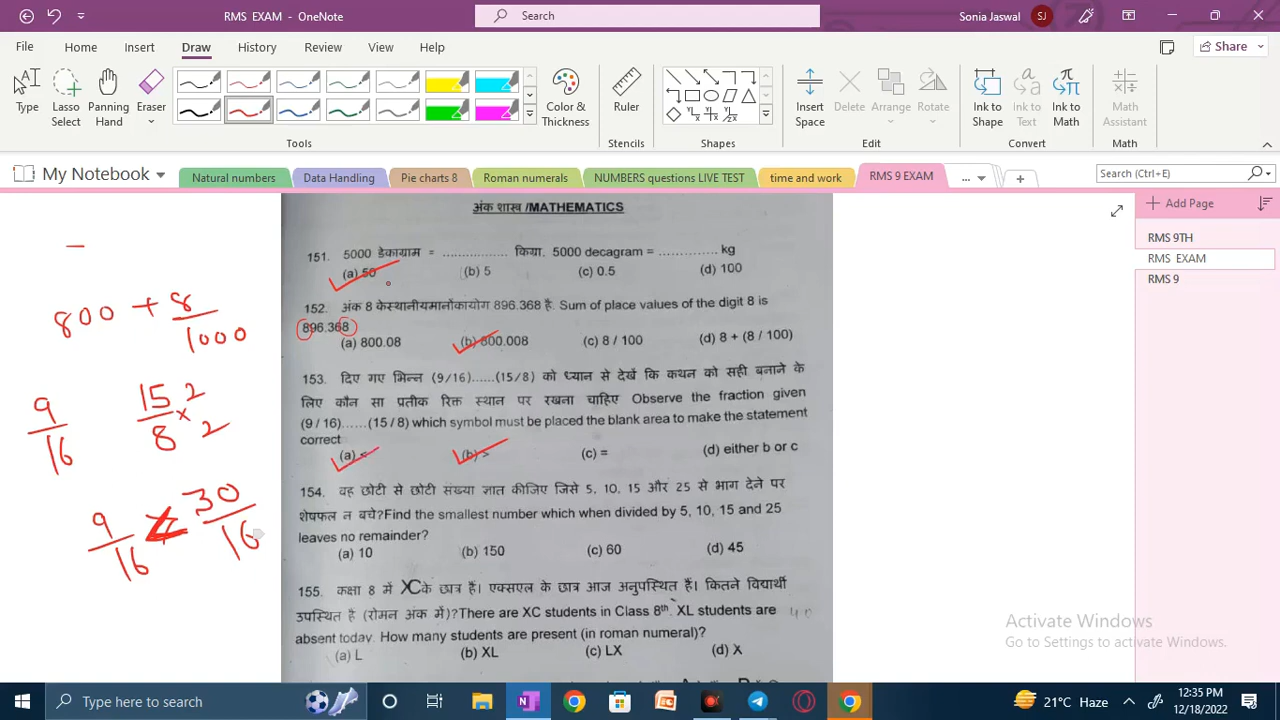 RMS EXAM - OneNote
Search
Sonia Jaswal SJ
File Home Insert Draw History Review View Help
Share
Type
Lasso Select
Panning Hand
Eraser
Color & Thickness
Ruler
Insert Space
Delete
Arrange
Rotate
Ink to Shape
Ink to Math
Math Assistant
Tools Stencils Shapes Edit Convert Math
My Notebook Natural numbers Data Handling Pie charts 8 Roman numerals NUMBERS questions LIVE TEST time and work RMS 9 EXAM ... + Search (Ctrl+E)
+ Add Page
RMS 9TH
RMS EXAM
RMS 9
अंक शास्त्र/MATHEMATICS
151. 5000 डेकाग्राम = .................. किग्रा. 5000 decagram = .............. kg
(a) 50 (b) 5 (c) 0.5 (d) 100
152. अंक 8 केस्थानीयमानोंकायोग 896.368 है. Sum of place values of the digit 8 is
896.368
(a) 800.08 (b) 800.008 (c) 8 / 100 (d) 8 + (8 / 100)
153. दिए गए भिन्न (9/16)......(15/8) को ध्यान से देखें कि कथन को सही बनाने के
लिए कौन सा प्रतीक रिक्त स्थान पर रखना चाहिए Observe the fraction given
(9 / 16)......(15 / 8) which symbol must be placed the blank area to make the statement
correct
(a) < (b) > (c) = (d) either b or c
154. वह छोटी से छोटी संख्या ज्ञात कीजिए जिसे 5, 10, 15 और 25 से भाग देने पर
शेषफल न बचे?Find the smallest number which when divided by 5, 10, 15 and 25
leaves no remainder?
(a) 10 (b) 150 (c) 60 (d) 45
155. कक्षा 8 में XC के छात्र हैं। एक्सएल के छात्र आज अनुपस्थित हैं। कितने विद्यार्थी
उपस्थित है (रोमन अंक में)?There are XC students in Class 8th. XL students are
absent today. How many students are present (in roman numeral)?
(a) L (b) XL (c) LX (d) X
800 + 8/1000
9/16 15/8 × 2/2
9/16 < 30/16
Activate Windows
Go to Settings to activate Windows.
Type here to search
21°C Haze
12:35 PM
12/18/2022